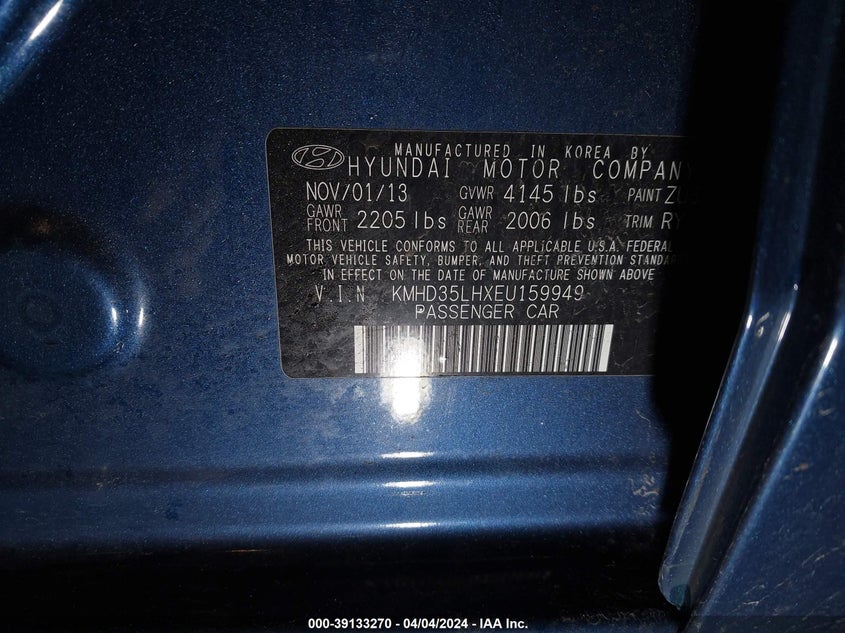 MANUFACTURED IN KOREA BY
HYUNDAI MOTOR COMPANY
NOV/01/13 GVWR 4145 lbs PAINT
GAWR FRONT 2205 lbs GAWR REAR 2006 lbs TRIM RY
THIS VEHICLE CONFORMS TO ALL APPLICABLE U.S.A. FEDERAL
MOTOR VEHICLE SAFETY, BUMPER, AND THEFT PREVENTION STANDAR
IN EFFECT ON THE DATE OF MANUFACTURE SHOWN ABOVE
V.I.N KMHD35LHXEU159949
PASSENGER CAR
000-39133270 - 04/04/2024 - IAA Inc.